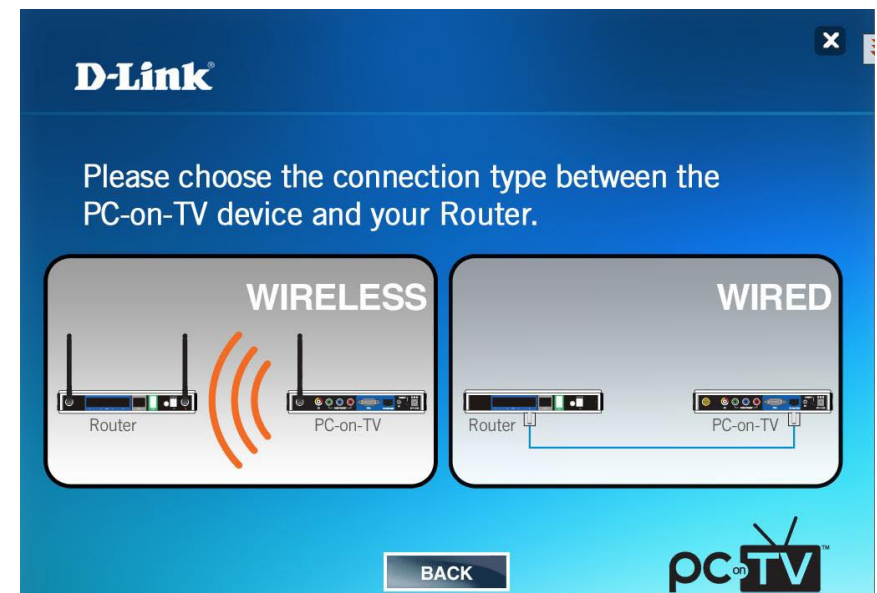 D-Link®
Please choose the connection type between the
PC-on-TV device and your Router.
WIRELESS
Router
PC-on-TV
WIRED
Router
PC-on-TV
BACK
pc on TV™